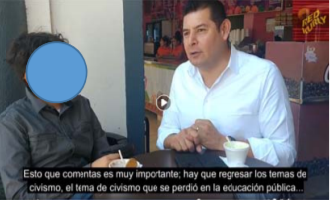 RED
Esto que comentas es muy importante; hay que regresar los temas de
civismo, el tema de civismo que se perdió en la educación pública...